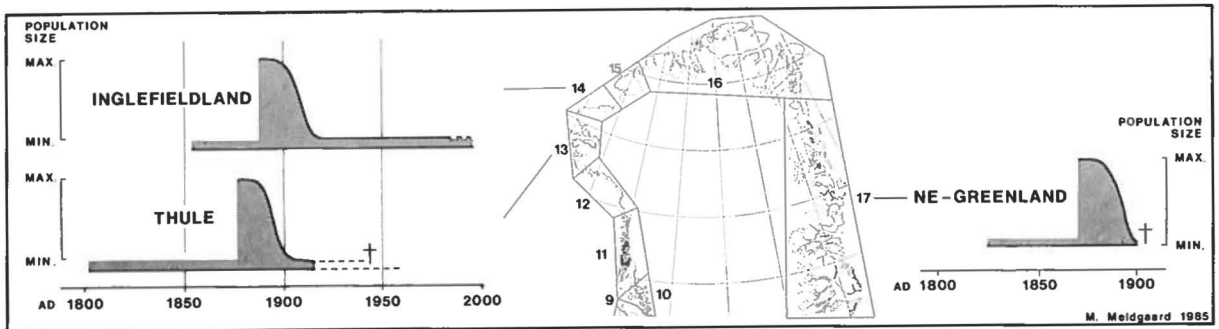 POPULATION
SIZE
MAX.
INGLEFIELDLAND
MIN.
MAX.
THULE
†
MIN.
AD 1800 1850 1900 1950 2000
14
15
16
13
12
17
11
10
9
NE-GREENLAND
POPULATION
SIZE
MAX.
†
MIN.
AD 1800 1900
M. Meldgaard 1985